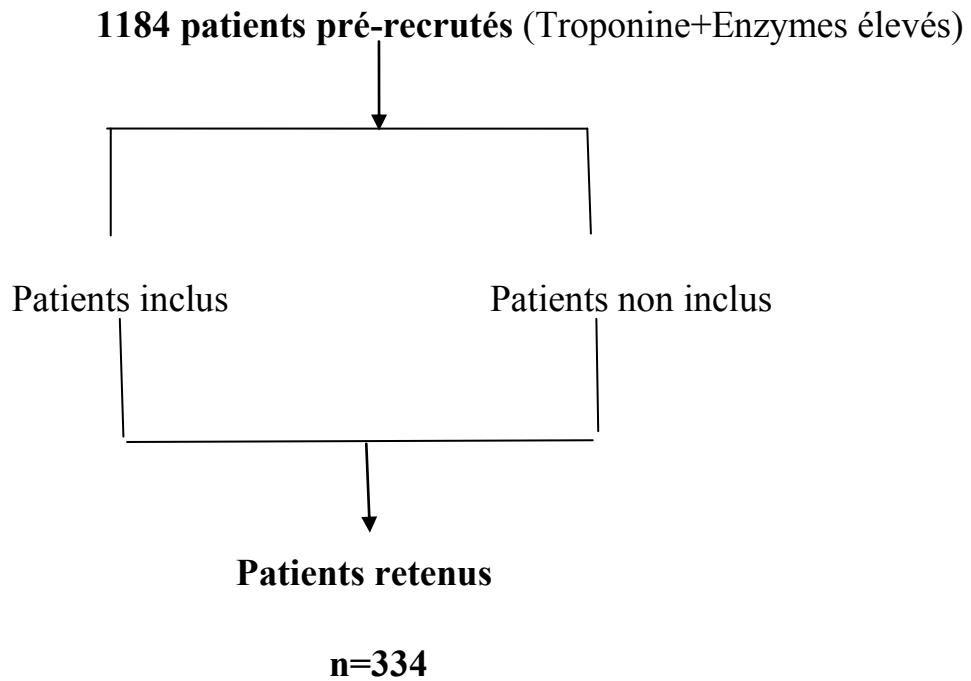 1184 patients pré-recrutés (Troponine+Enzymes élevés)
Patients inclus
Patients non inclus
Patients retenus
n=334